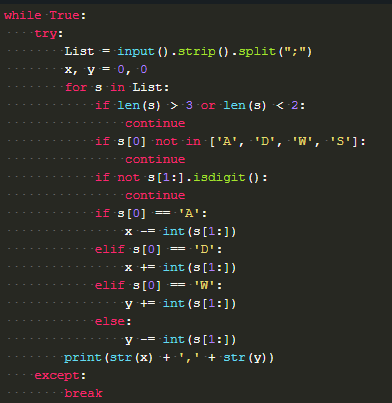 while True:
    try:
        List = input().strip().split(";")
        x, y = 0, 0
        for s in List:
            if len(s) > 3 or len(s) < 2:
                continue
            if s[0] not in ['A', 'D', 'W', 'S']:
                continue
            if not s[1:].isdigit():
                continue
            if s[0] == 'A':
                x -= int(s[1:])
            elif s[0] == 'D':
                x += int(s[1:])
            elif s[0] == 'W':
                y += int(s[1:])
            else:
                y -= int(s[1:])
        print(str(x) + ',' + str(y))
    except:
        break